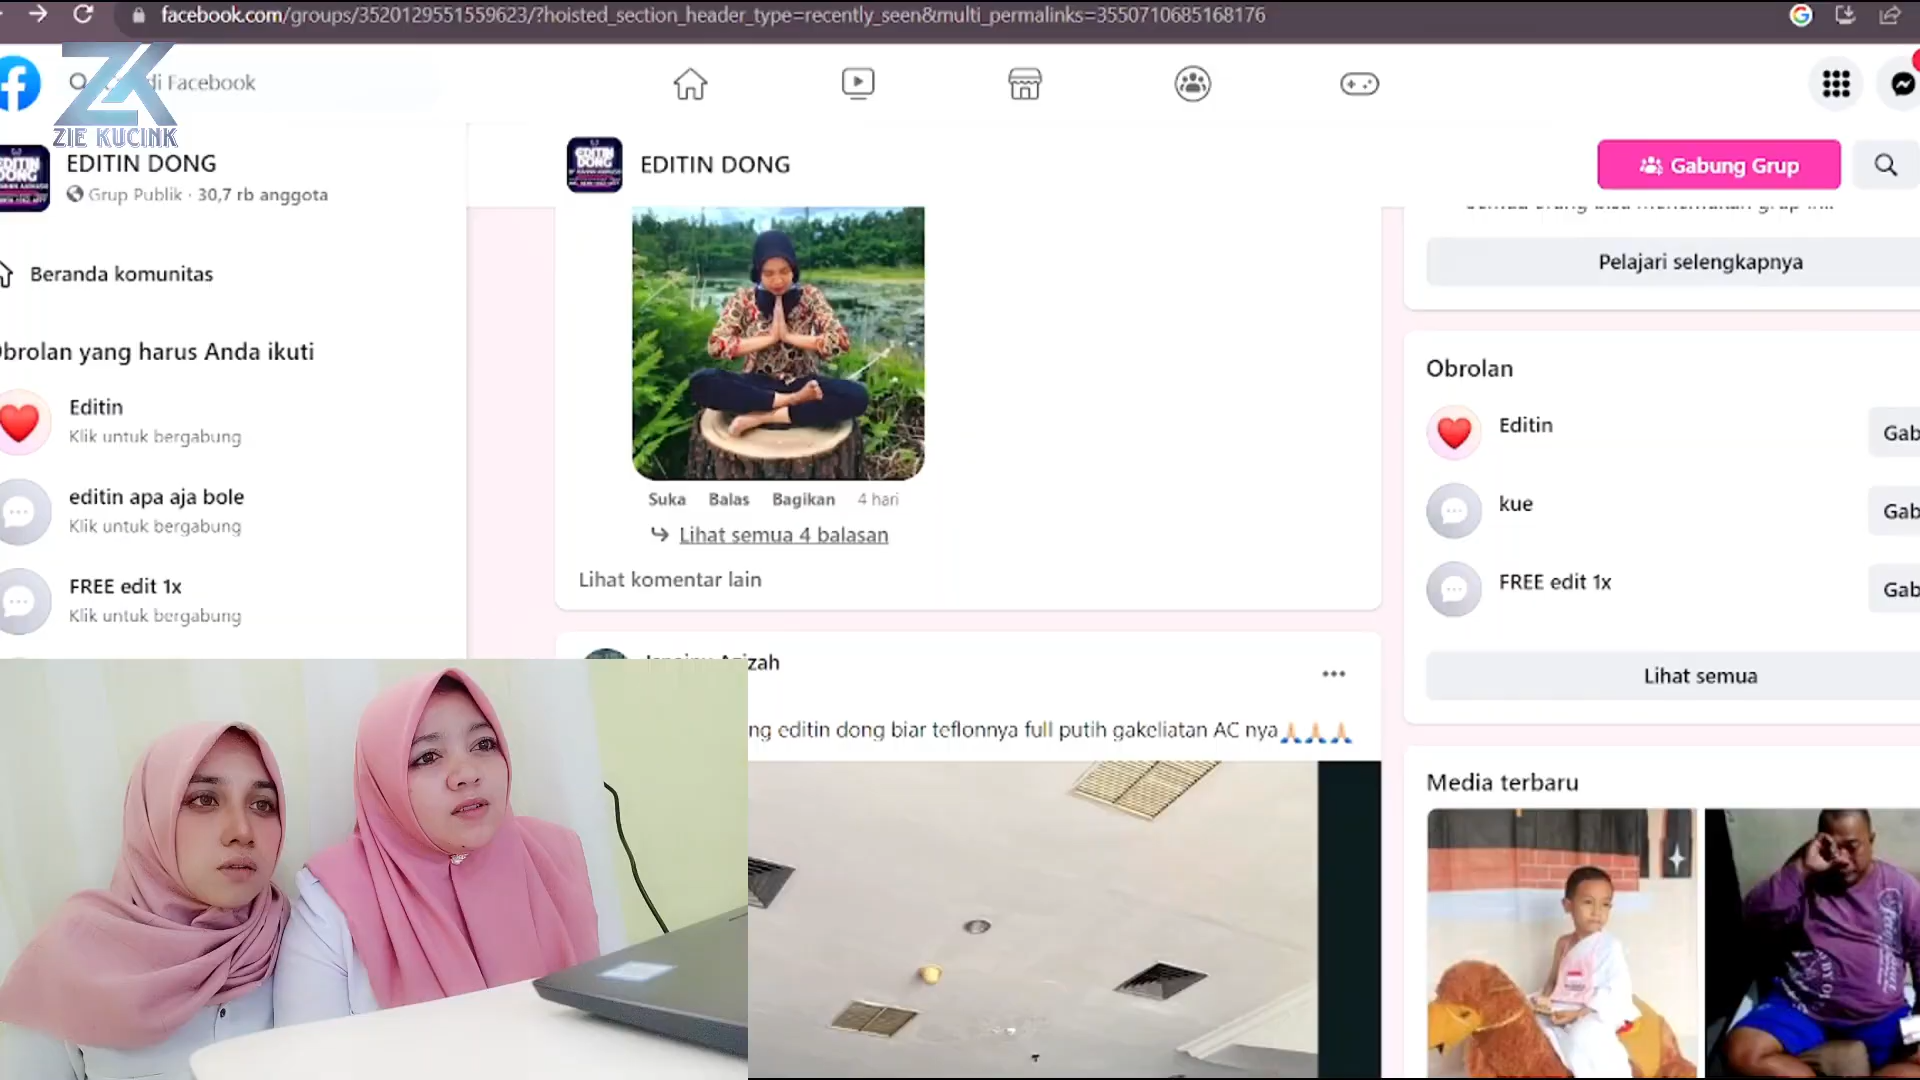 facebook.com/groups/3520129551559623/?hoisted_section_header_type=recently_seen&multi_permalinks=3550710685168176
di Facebook
ZK
ZIE KUCINK
EDITIN DONG
Grup Publik · 30,7 rb anggota
Beranda komunitas
Obrolan yang harus Anda ikuti
Editin
Klik untuk bergabung
editin apa aja bole
Klik untuk bergabung
FREE edit 1x
Klik untuk bergabung
EDITIN DONG
EDITIN DONG
Gabung Grup
Suka Balas Bagikan 4 hari
Lihat semua 4 balasan
Lihat komentar lain
zah
ng editin dong biar teflonnya full putih gakeliatan AC nya🙏🏻🙏🏻🙏🏻
Pelajari selengkapnya
Obrolan
Editin
Gab
kue
Gab
FREE edit 1x
Gab
Lihat semua
Media terbaru